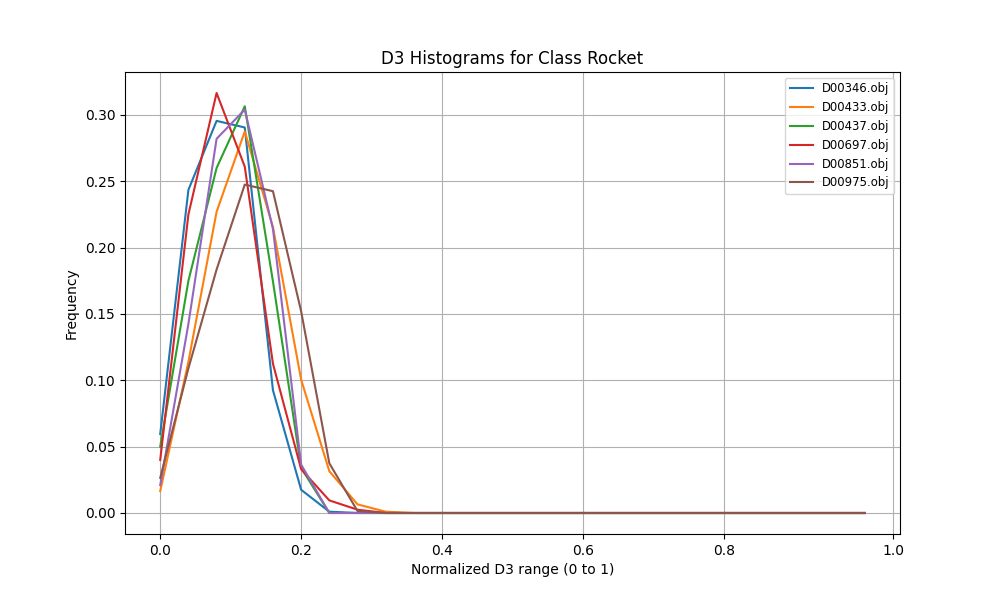 D3 Histograms for Class Rocket
D00346.obj
D00433.obj
D00437.obj
D00697.obj
D00851.obj
D00975.obj
Frequency
0.30
0.25
0.20
0.15
0.10
0.05
0.00
0.0 0.2 0.4 0.6 0.8 1.0
Normalized D3 range (0 to 1)